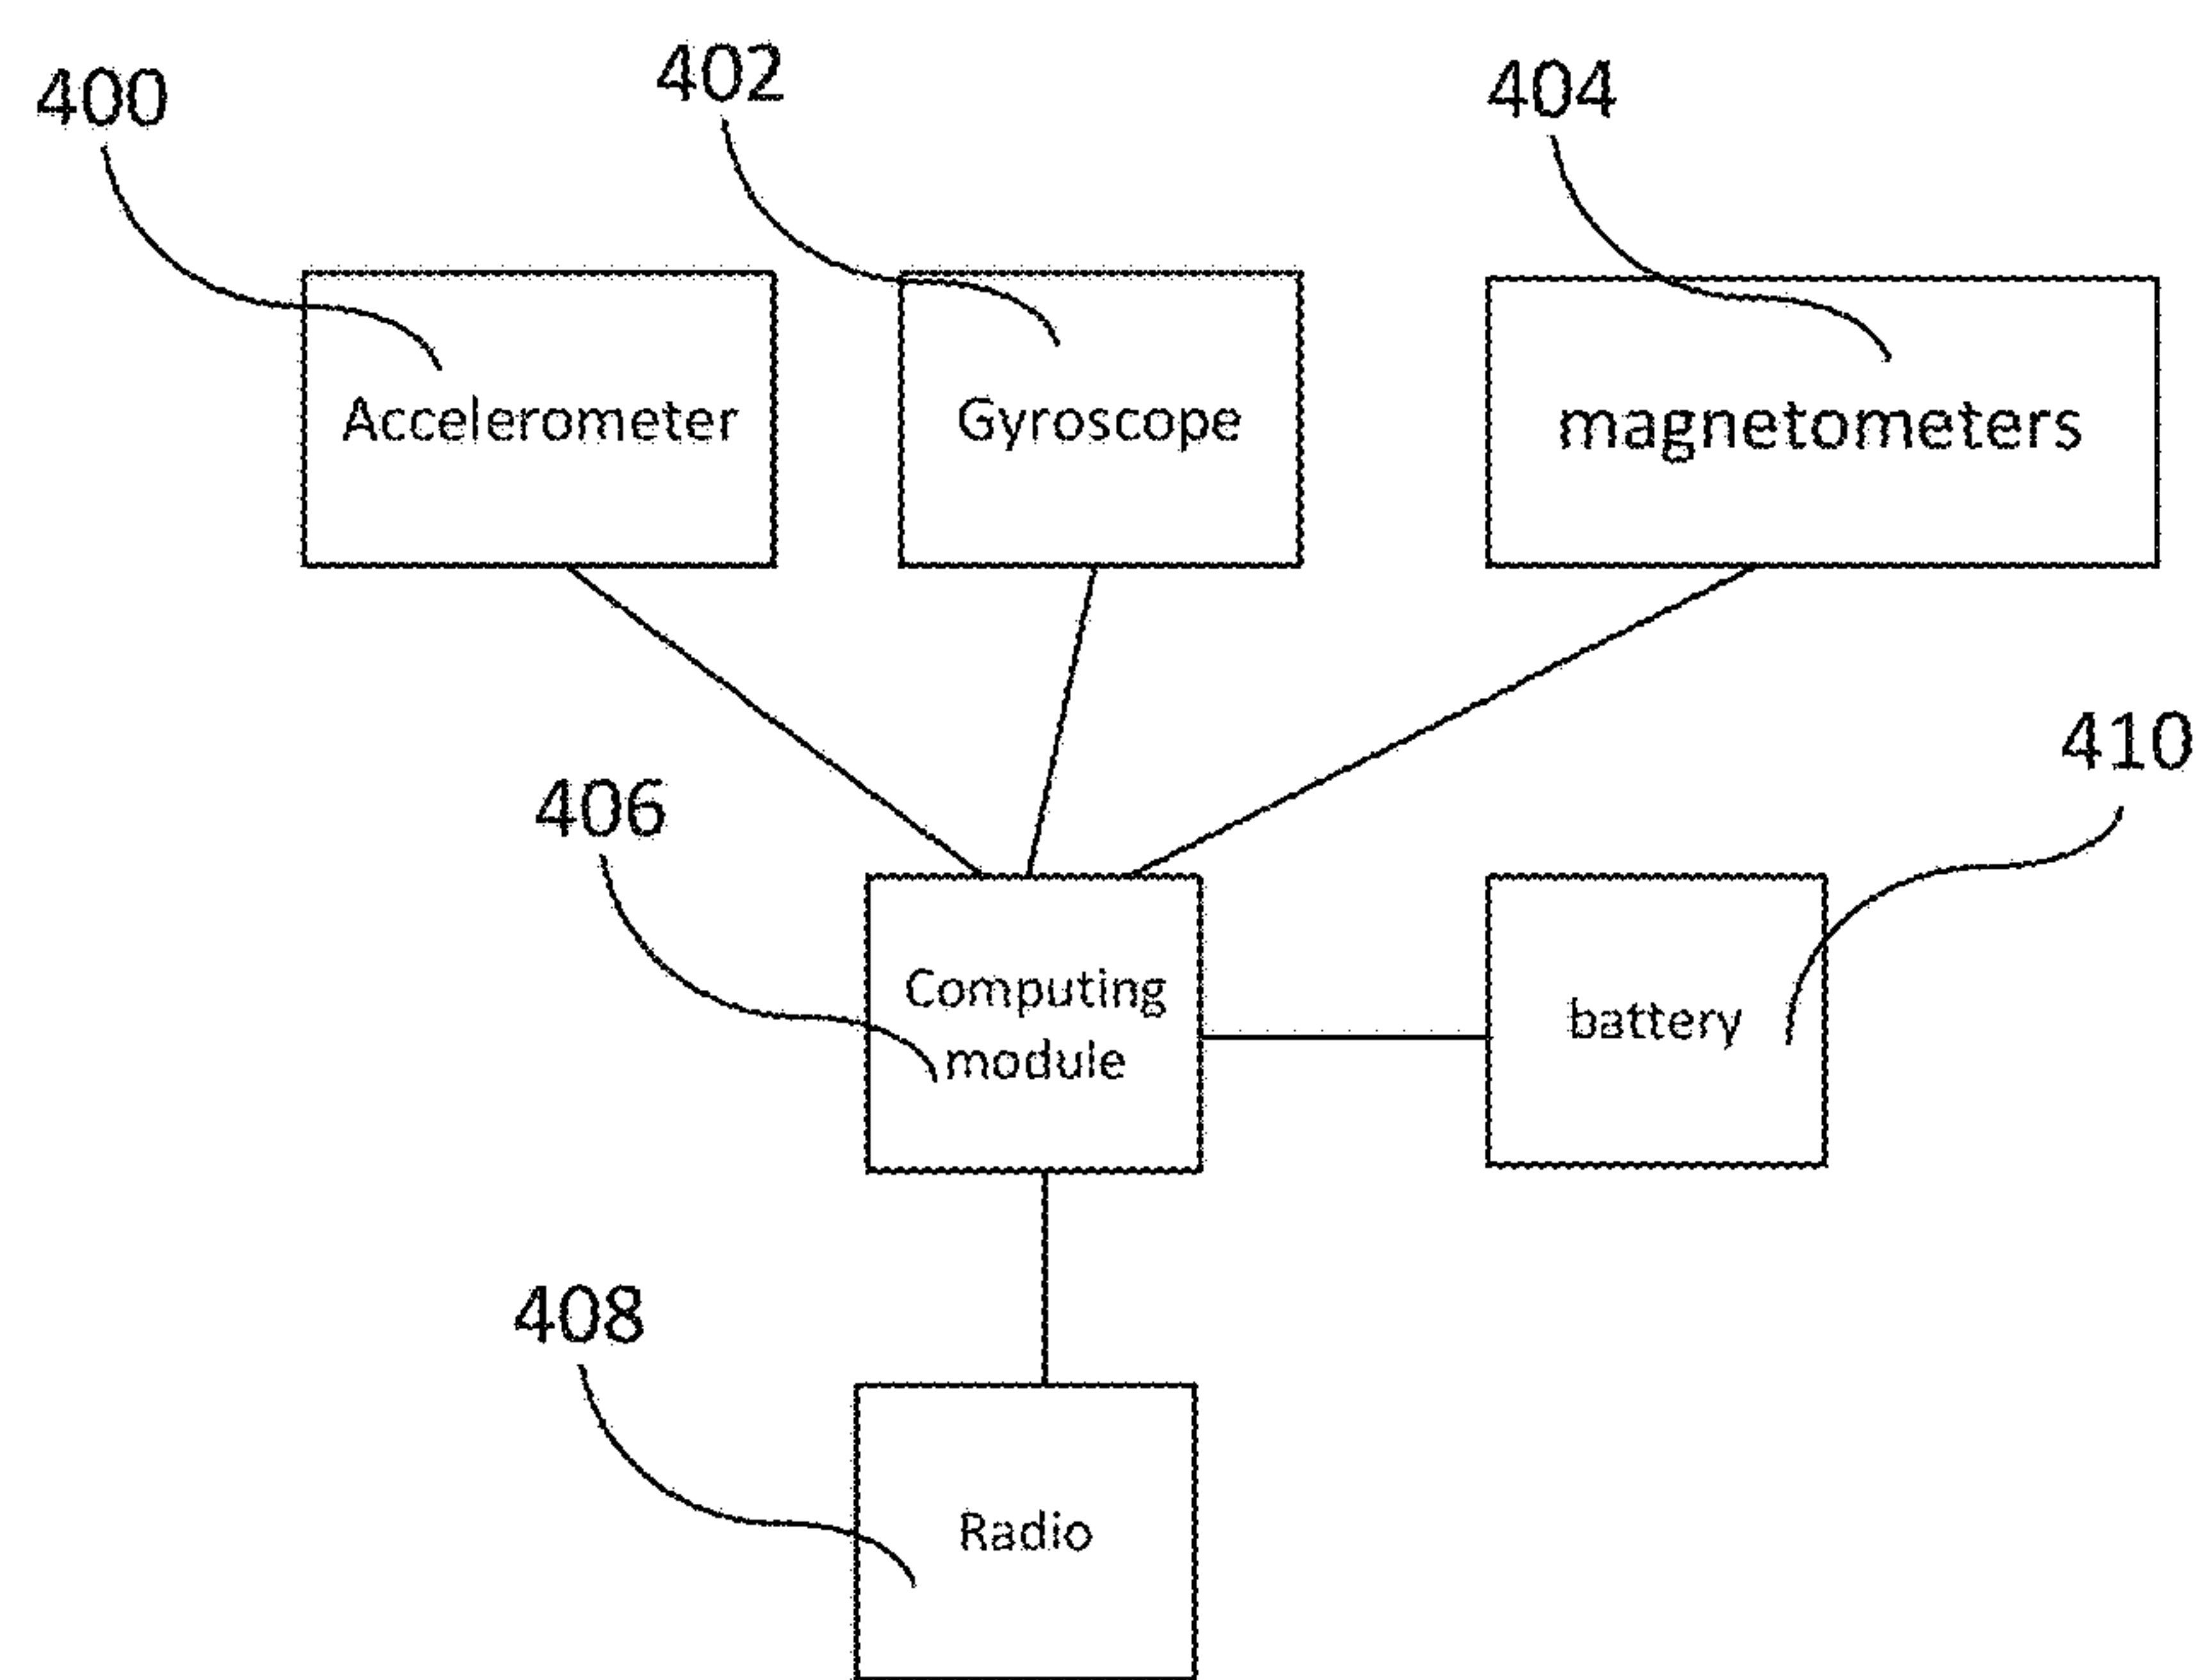 400
402
404
Accelerometer
Gyroscope
magnetometers
410
406
Computing
module
battery
408
Radio